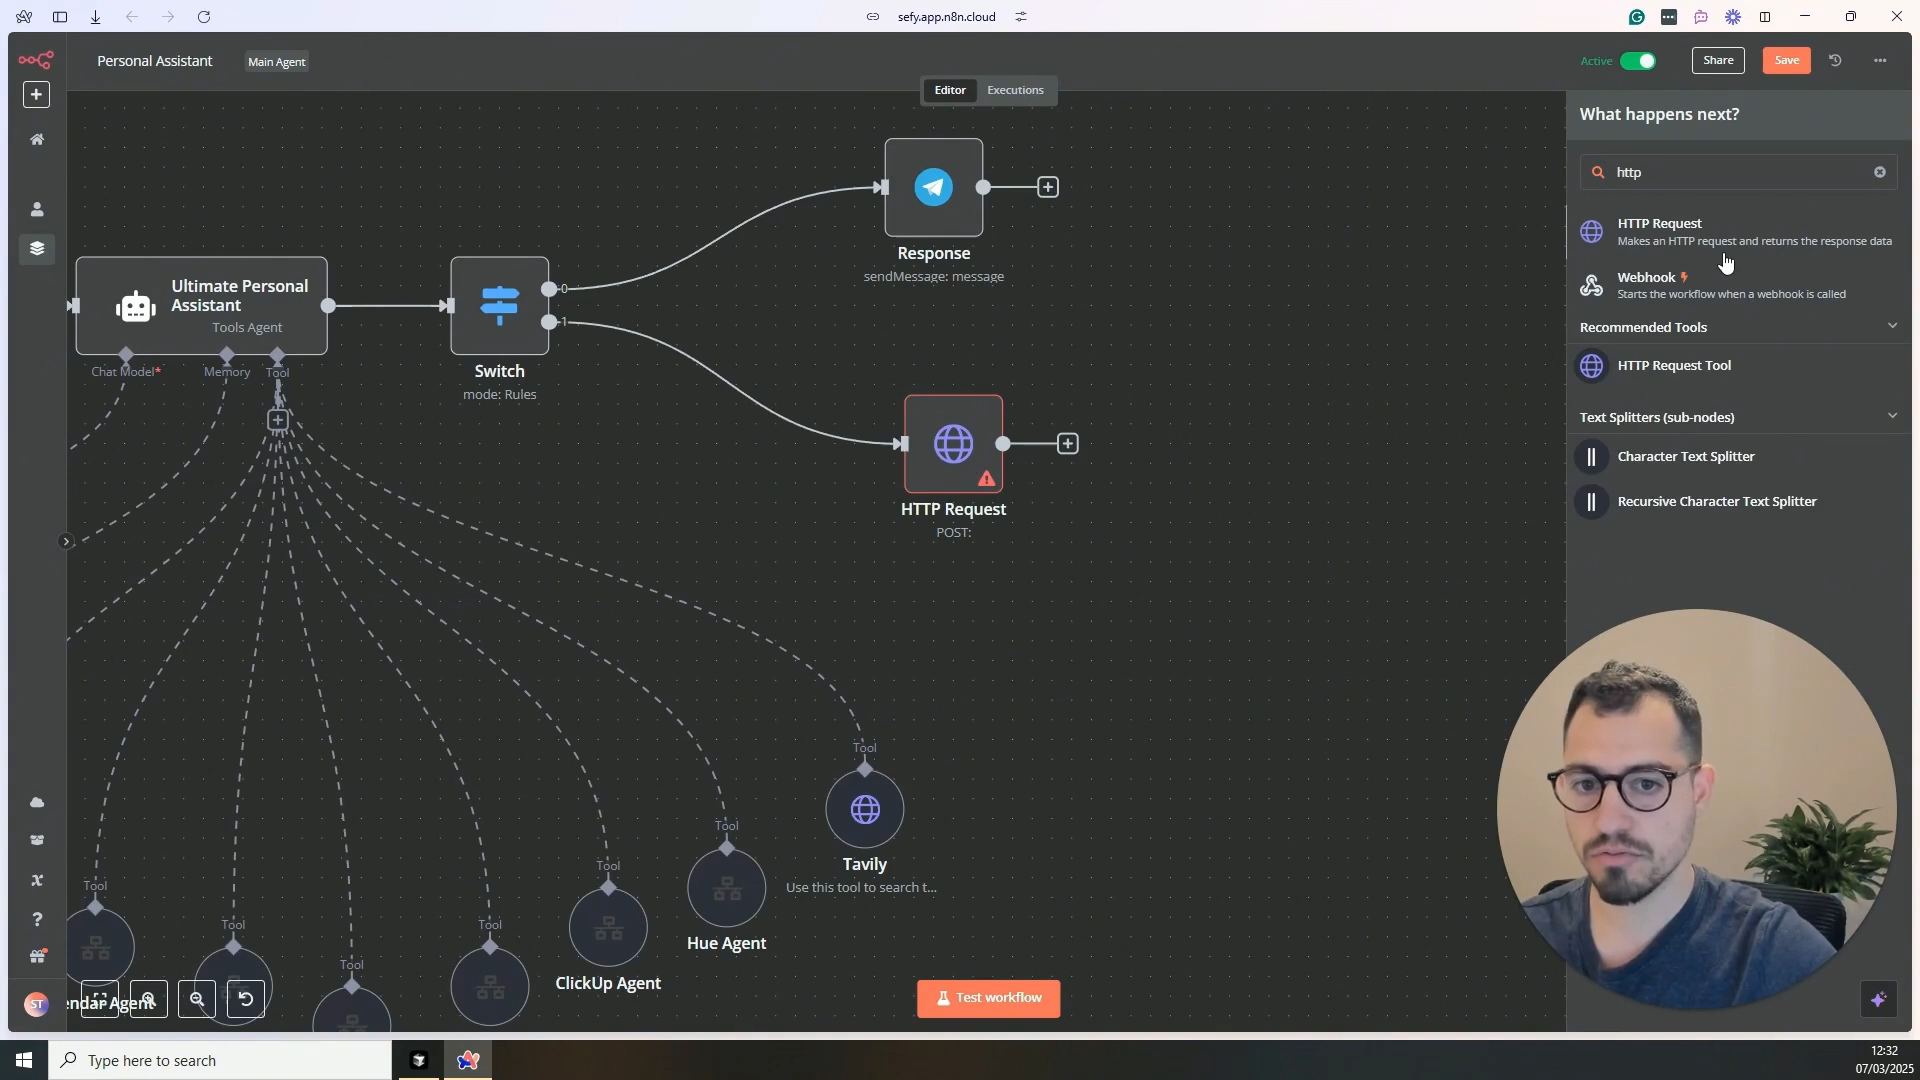 sefy.app.n8n.cloud
Personal Assistant
Main Agent
Active
Share
Save
Editor
Executions
What happens next?
http
HTTP Request
Makes an HTTP request and returns the response data
Webhook
Starts the workflow when a webhook is called
Recommended Tools
HTTP Request Tool
Text Splitters (sub-nodes)
Character Text Splitter
Recursive Character Text Splitter
Response
sendMessage: message
Ultimate Personal
Assistant
Tools Agent
Chat Model*
Memory
Tool
0
1
Switch
mode: Rules
HTTP Request
POST:
Tool
Tavily
Use this tool to search t...
Tool
Hue Agent
Tool
ClickUp Agent
Tool
Tool
Tool
Tool
endar Agent
ST
Test workflow
Type here to search
12:32
07/03/2025